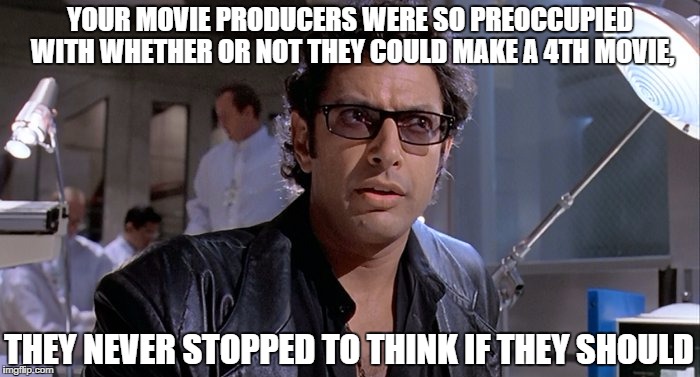 YOUR MOVIE PRODUCERS WERE SO PREOCCUPIED
WITH WHETHER OR NOT THEY COULD MAKE A 4TH MOVIE,
THEY NEVER STOPPED TO THINK IF THEY SHOULD
imgflip.com